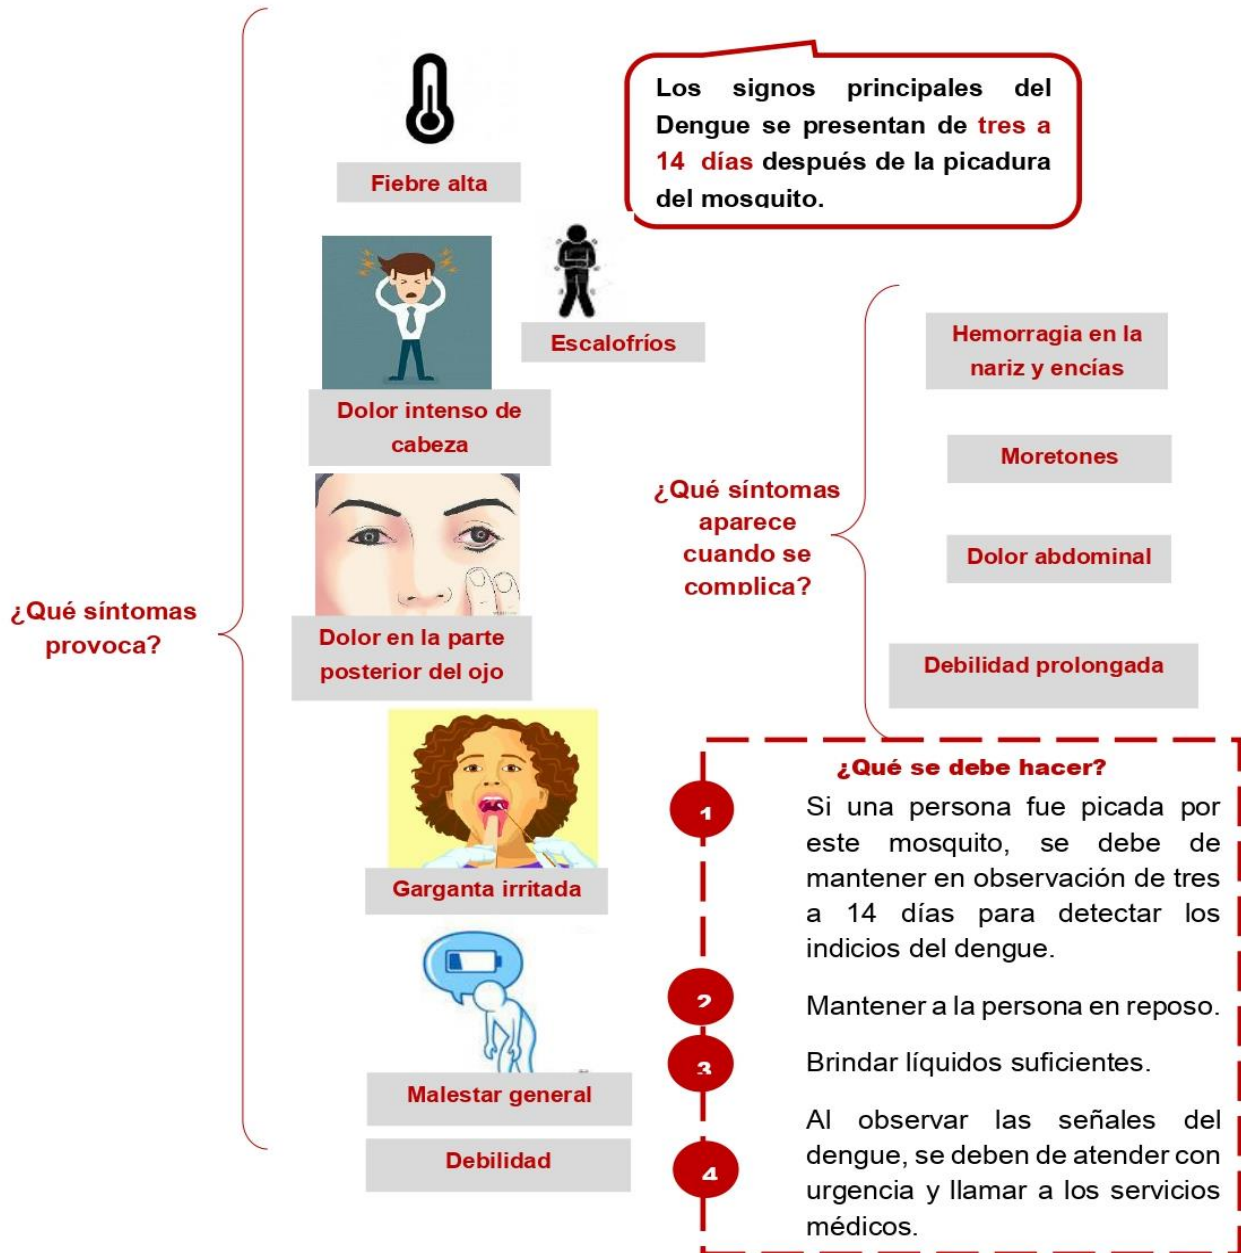 Los signos principales del
Dengue se presentan de tres a
14 días después de la picadura
del mosquito.
¿Qué síntomas
provoca?
Fiebre alta
Escalofríos
Dolor intenso de
cabeza
Dolor en la parte
posterior del ojo
Garganta irritada
Malestar general
Debilidad
¿Qué síntomas
aparece
cuando se
complica?
Hemorragia en la
nariz y encías
Moretones
Dolor abdominal
Debilidad prolongada
¿Qué se debe hacer?
1
Si una persona fue picada por
este mosquito, se debe de
mantener en observación de tres
a 14 días para detectar los
indicios del dengue.
2
Mantener a la persona en reposo.
3
Brindar líquidos suficientes.
4
Al observar las señales del
dengue, se deben de atender con
urgencia y llamar a los servicios
médicos.